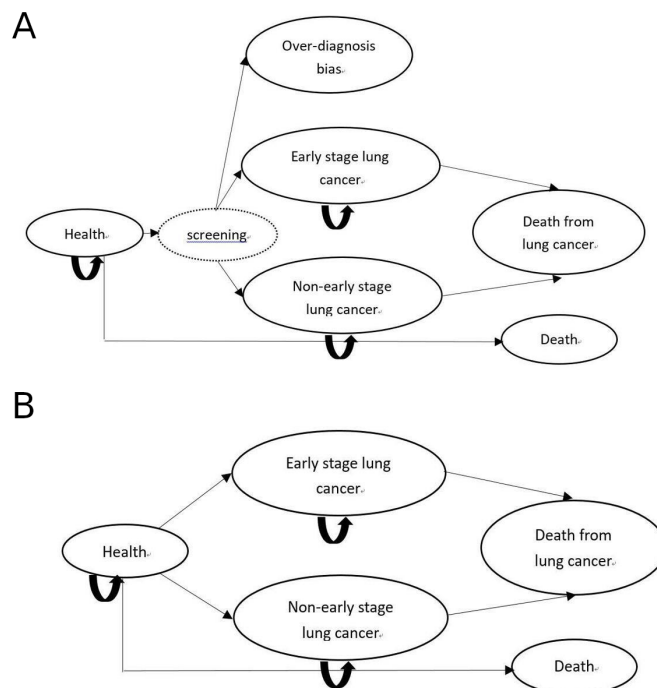 A
Over-diagnosis
bias
Early stage lung
cancer
Health
screening
Death from
lung cancer
Non-early stage
lung cancer
Death
B
Early stage lung
cancer
Health
Death from
lung cancer
Non-early stage
lung cancer
Death